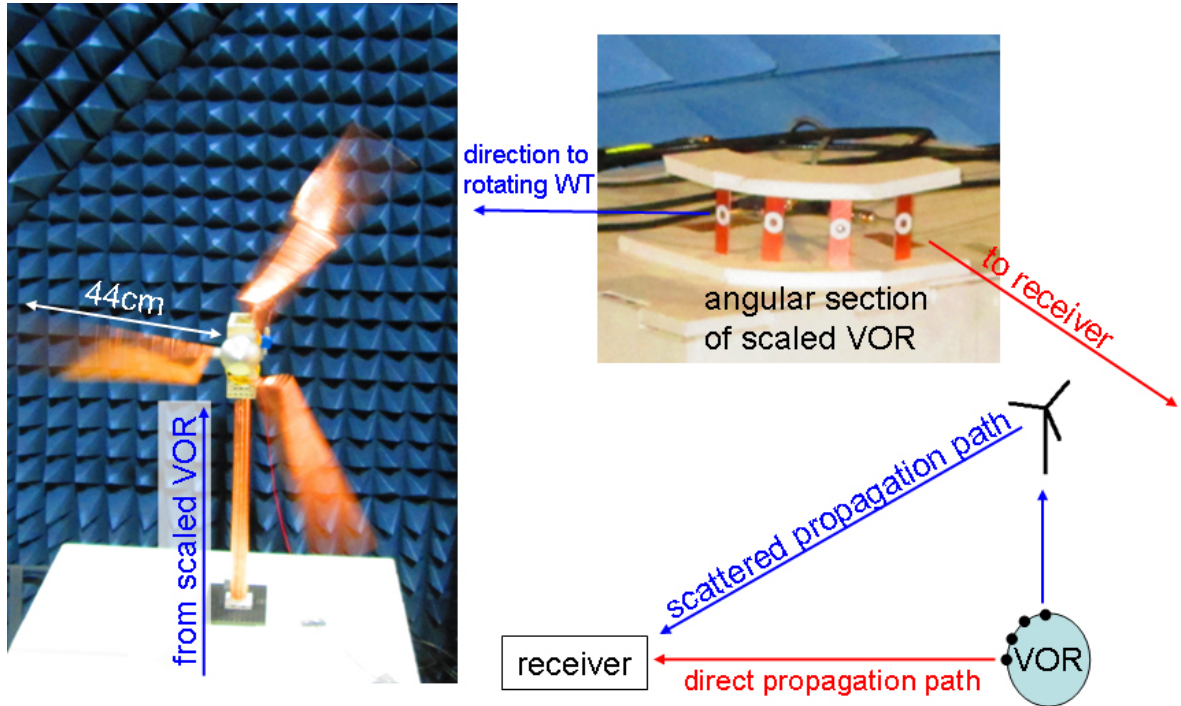 44cm
from scaled VOR
direction to
rotating WT
angular section
of scaled VOR
to receiver
scattered propagation path
receiver
VOR
direct propagation path